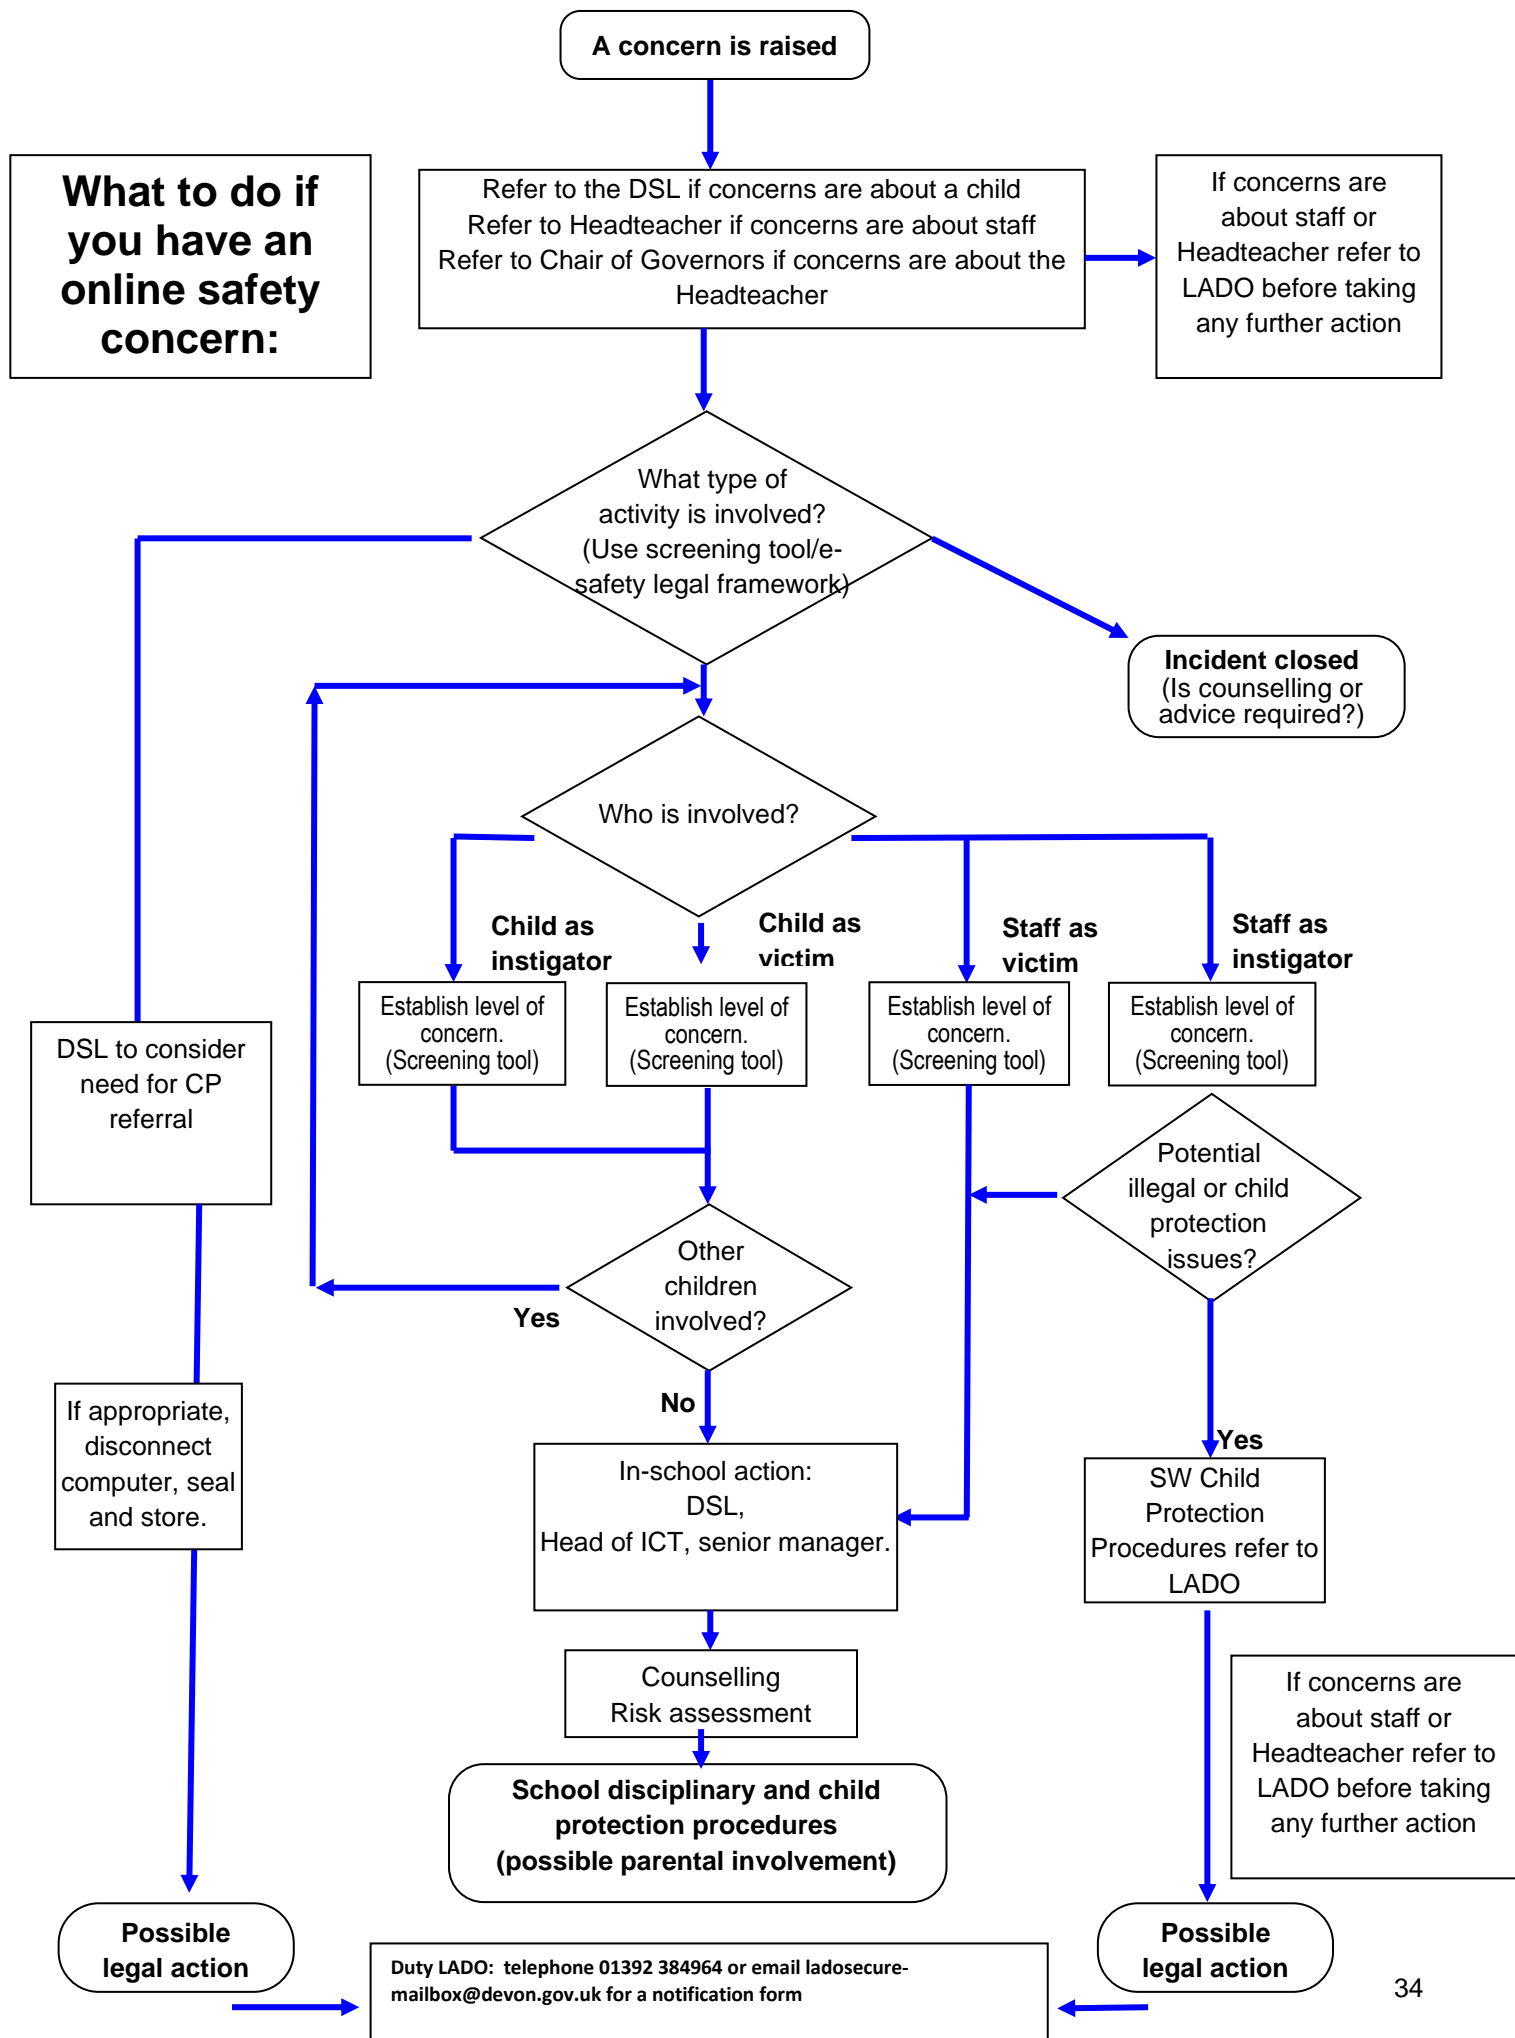 A concern is raised
What to do if
you have an
online safety
concern:
Refer to the DSL if concerns are about a child
Refer to Headteacher if concerns are about staff
Refer to Chair of Governors if concerns are about the
Headteacher
If concerns are
about staff or
Headteacher refer to
LADO before taking
any further action
What type of
activity is involved?
(Use screening tool/e-
safety legal framework)
Incident closed
(Is counselling or
advice required?)
Who is involved?
Child as
instigator
Child as
victim
Staff as
victim
Staff as
instigator
Establish level of
concern.
(Screening tool)
Establish level of
concern.
(Screening tool)
Establish level of
concern.
(Screening tool)
Establish level of
concern.
(Screening tool)
DSL to consider
need for CP
referral
Potential
illegal or child
protection
issues?
Other
children
involved?
Yes
No
If appropriate,
disconnect
computer, seal
and store.
In-school action:
DSL,
Head of ICT, senior manager.
Yes
SW Child
Protection
Procedures refer to
LADO
Counselling
Risk assessment
If concerns are
about staff or
Headteacher refer to
LADO before taking
any further action
School disciplinary and child
protection procedures
(possible parental involvement)
Possible
legal action
Possible
legal action
Duty LADO:  telephone 01392 384964 or email ladosecure-
mailbox@devon.gov.uk for a notification form
34